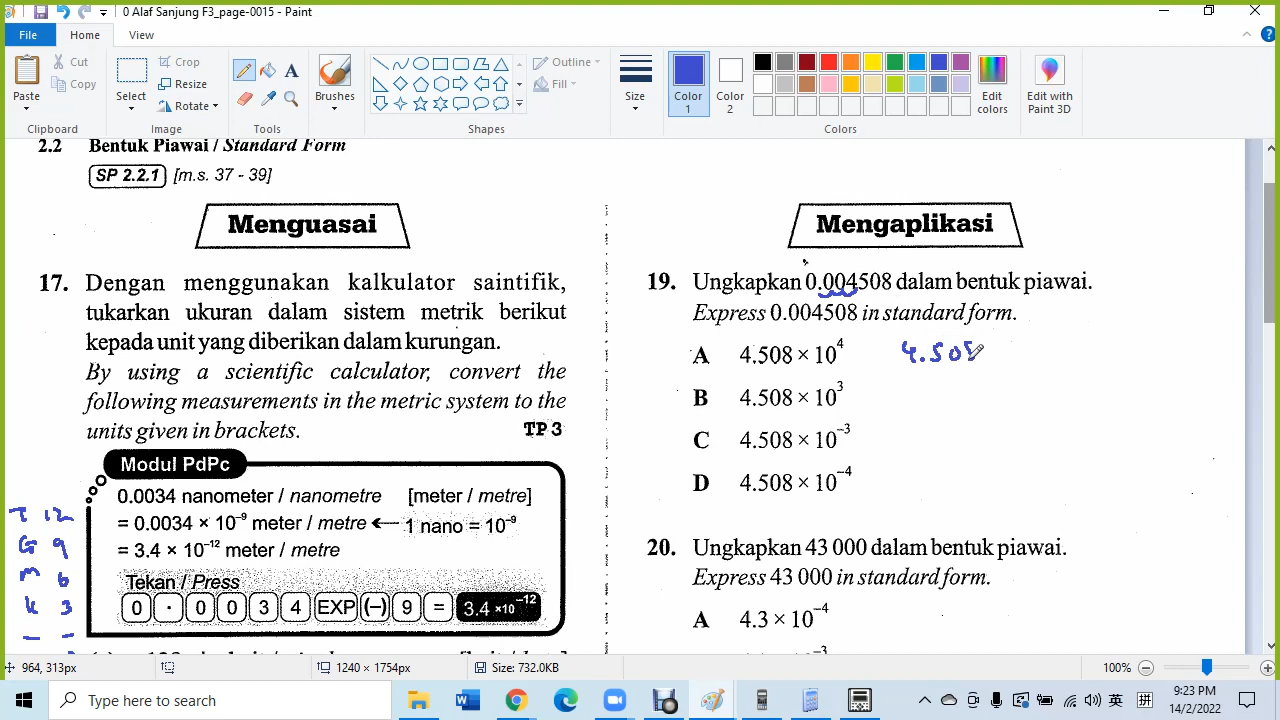 0 Alaf Sanjung F3_page-0015 - Paint
File
Home
View
Paste
Cut
Copy
Clipboard
Select
Crop
Resize
Rotate
Image
Tools
Brushes
Outline
Fill
Shapes
Size
Color 1
Color 2
Colors
Edit colors
Edit with Paint 3D
2.2 Bentuk Piawai / Standard Form
SP 2.2.1 [m.s. 37 - 39]
Menguasai
17. Dengan menggunakan kalkulator saintifik,
tukarkan ukuran dalam sistem metrik berikut
kepada unit yang diberikan dalam kurungan.
By using a scientific calculator, convert the
following measurements in the metric system to the
units given in brackets. TP 3
Modul PdPc
0.0034 nanometer / nanometre [meter / metre]
= 0.0034 × 10⁻⁹ meter / metre ← 1 nano = 10⁻⁹
= 3.4 × 10⁻¹² meter / metre
Tekan / Press
0 · 0 0 3 4 EXP (–) 9 = 3.4 ×10⁻¹²
T 12
G 9
m 6
k 3
Mengaplikasi
19. Ungkapkan 0.004508 dalam bentuk piawai.
Express 0.004508 in standard form.
A 4.508 × 10⁴
4.508
B 4.508 × 10³
C 4.508 × 10⁻³
D 4.508 × 10⁻⁴
20. Ungkapkan 43 000 dalam bentuk piawai.
Express 43 000 in standard form.
A 4.3 × 10⁻⁴
964, 313px
1240 × 1754px
Size: 732.0KB
100%
Type here to search
英
拼
9:23 PM
14/2/2022